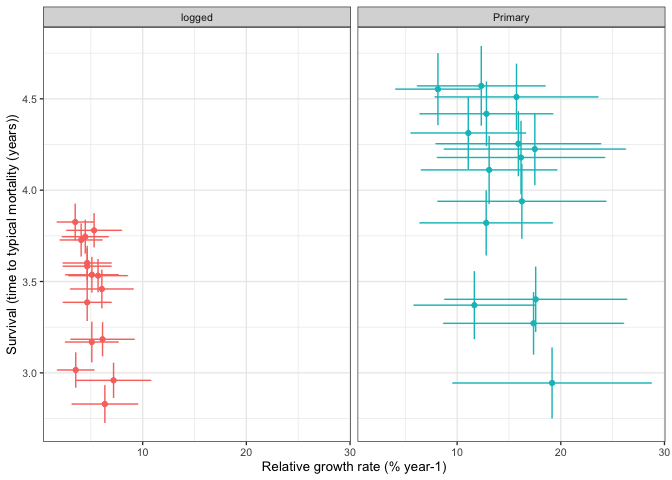 logged
Primary
Survival (time to typical mortality (years))
4.5
4.0
3.5
3.0
10
20
30
10
20
30
Relative growth rate (% year-1)